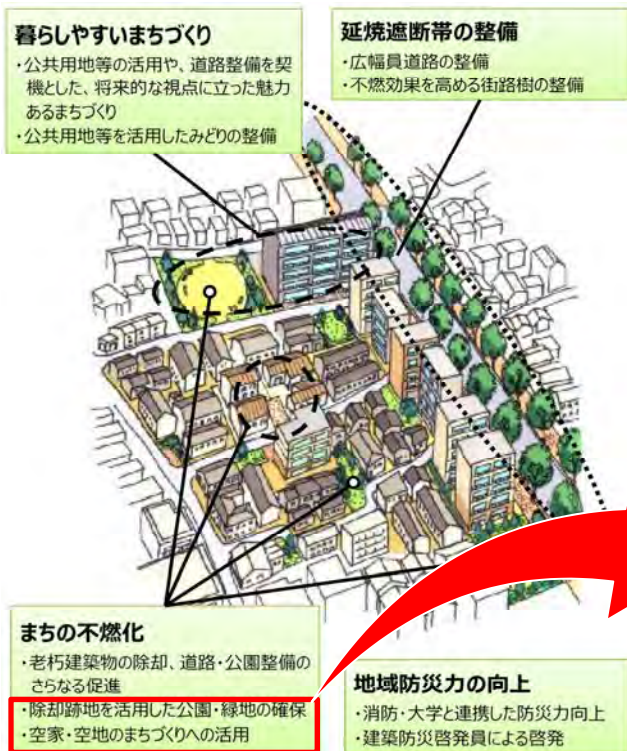 暮らしやすいまちづくり
・公共用地等の活用や、道路整備を契
機とした、将来的な視点に立った魅力
あるまちづくり
・公共用地等を活用したみどりの整備
延焼遮断帯の整備
・広幅員道路の整備
・不燃効果を高める街路樹の整備
まちの不燃化
・老朽建築物の除却、道路・公園整備の
さらなる促進
・除却跡地を活用した公園・緑地の確保
・空家・空地のまちづくりへの活用
地域防災力の向上
・消防・大学と連携した防災力向上
・建築防災啓発員による啓発